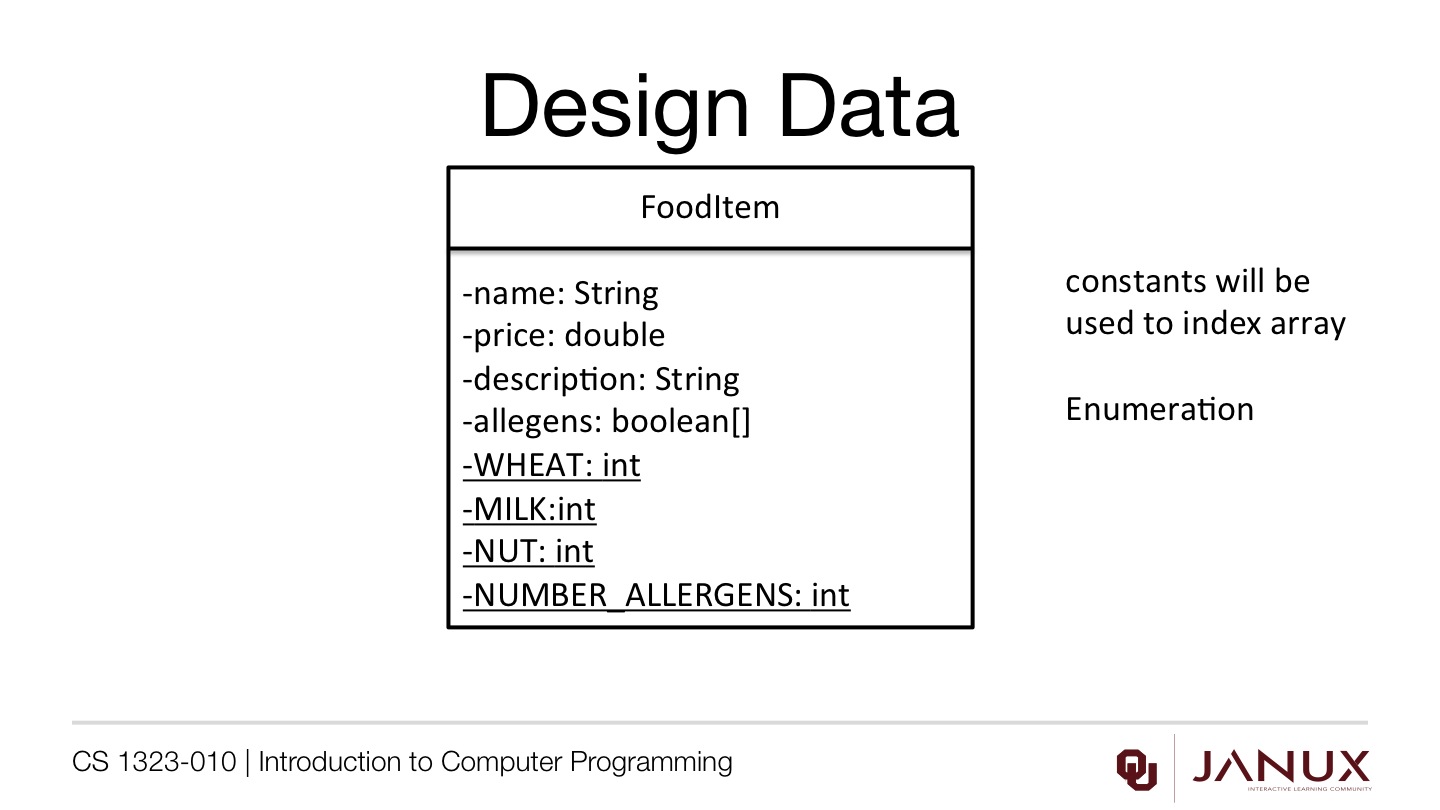 Design Data
FoodItem
-name: String
-price: double
-description: String
-allegens: boolean[]
-WHEAT: int
-MILK:int
-NUT: int
-NUMBER_ALLERGENS: int
constants will be
used to index array
Enumeration
CS 1323-010 | Introduction to Computer Programming
OU
JANUX
INTERACTIVE LEARNING COMMUNITY